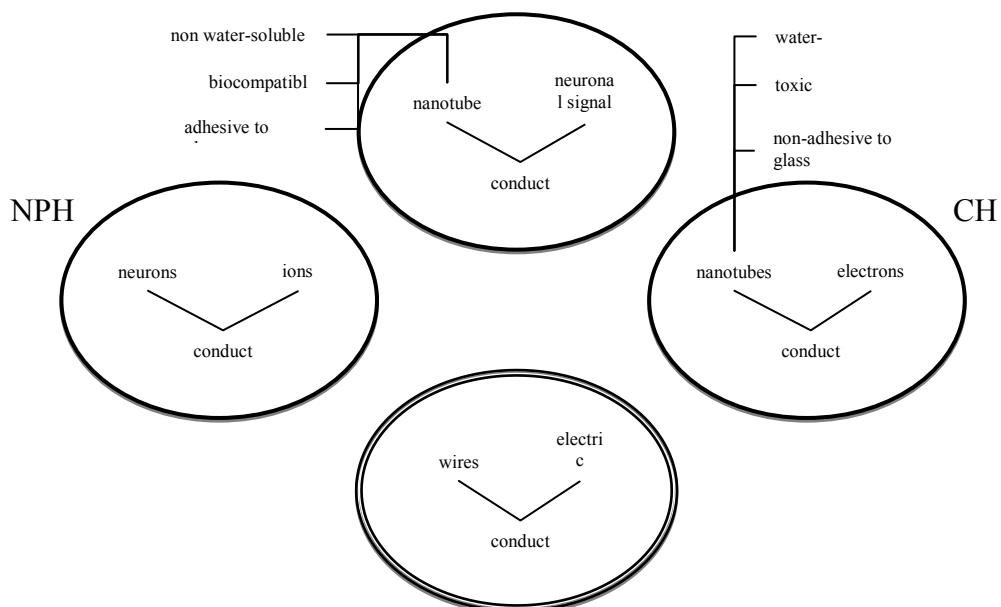 non water-soluble
biocompatibl
adhesive to
nanotube
neurona
l signal
conduct
water-
toxic
non-adhesive to
glass
NPH
CH
neurons
ions
conduct
nanotubes
electrons
conduct
wires
electri
c
conduct